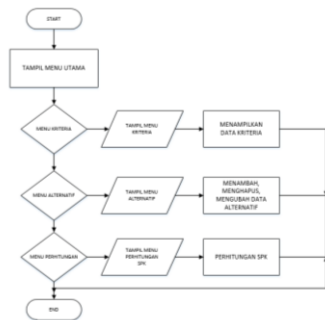 START
TAMPIL MENU UTAMA
MENU KRITERIA
TAMPIL MENU
KRITERIA
MENAMPILKAN
DATA KRITERIA
MENU ALTERNATIF
TAMPIL MENU
ALTERNATIF
MENAMBAH,
MENGHAPUS,
MENGUBAH DATA
ALTERNATIF
MENU PERHITUNGAN
TAMPIL MENU
PERHITUNGAN
SPK
PERHITUNGAN SPK
END